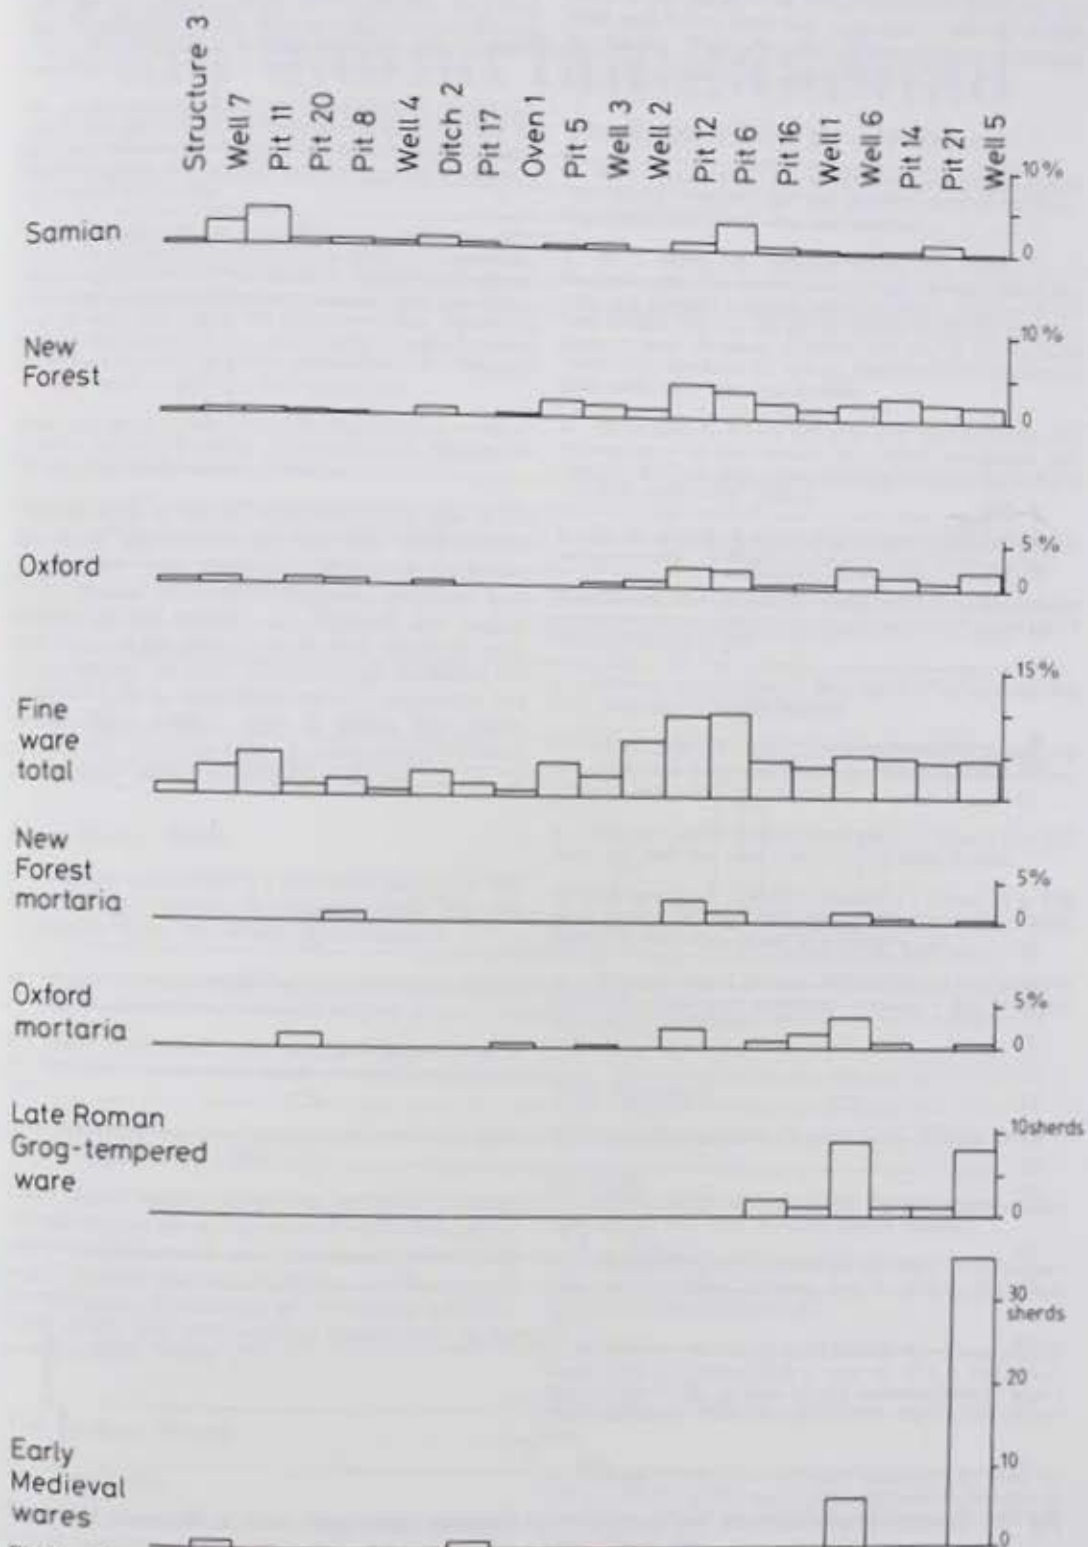 Structure 3
Well 7
Pit 11
Pit 20
Pit 8
Well 4
Ditch 2
Pit 17
Oven 1
Pit 5
Well 3
Well 2
Pit 12
Pit 6
Pit 16
Well 1
Well 6
Pit 14
Pit 21
Well 5
10%
Samian
0
10%
New
Forest
0
5%
Oxford
0
15%
Fine
ware
total
New
Forest
mortaria
5%
0
Oxford
mortaria
5%
0
Late Roman
Grog-tempered
ware
10sherds
0
30
sherds
20
10
Early
Medieval
wares
0